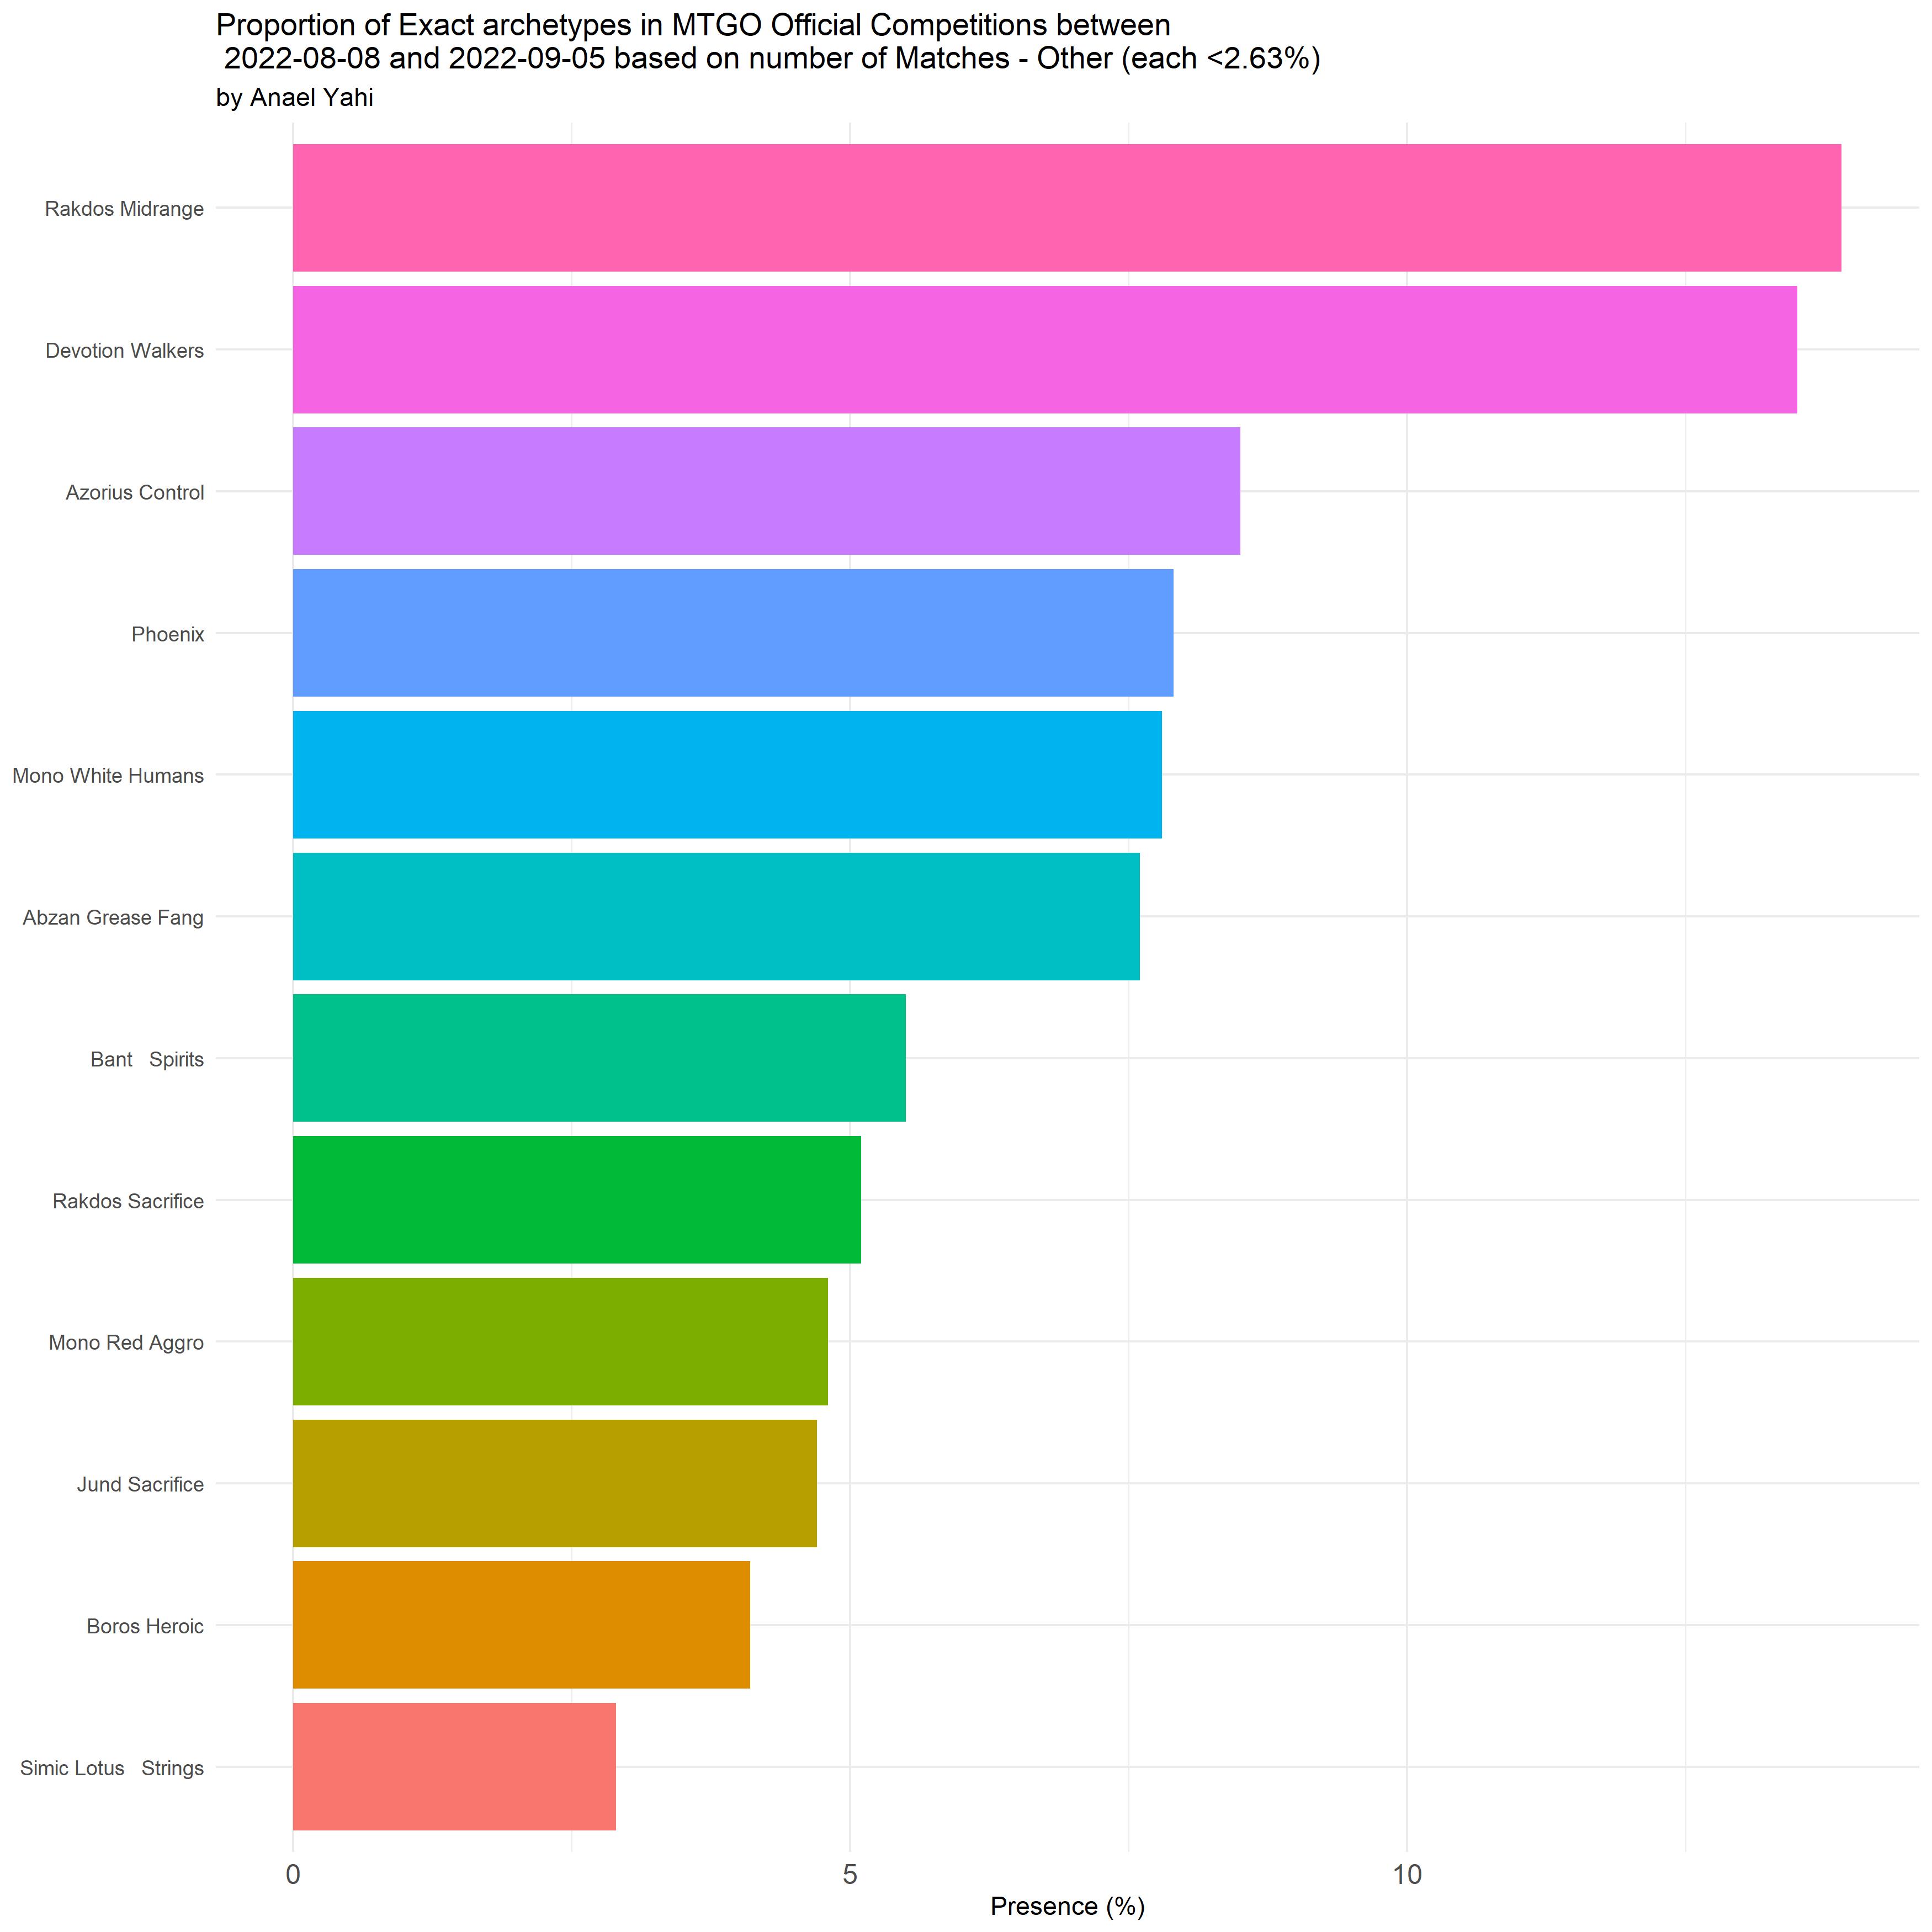 Proportion of Exact archetypes in MTGO Official Competitions between
2022-08-08 and 2022-09-05 based on number of Matches - Other (each <2.63%)
by Anael Yahi
Rakdos Midrange
Devotion Walkers
Azorius Control
Phoenix
Mono White Humans
Abzan Grease Fang
Bant   Spirits
Rakdos Sacrifice
Mono Red Aggro
Jund Sacrifice
Boros Heroic
Simic Lotus   Strings
0 5 10
Presence (%)